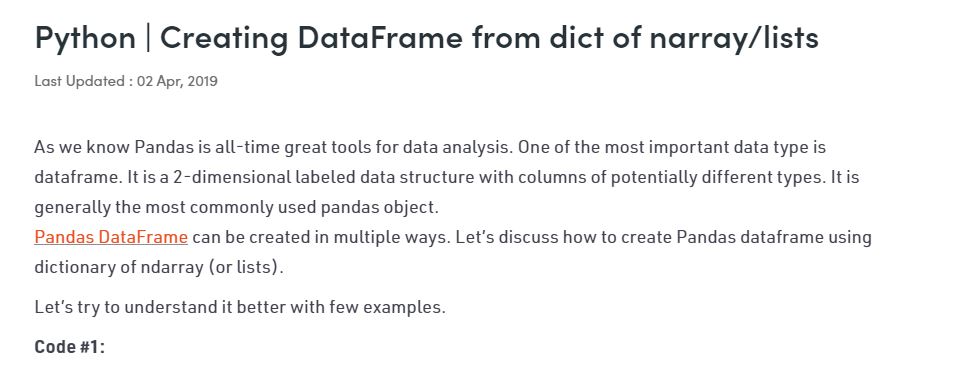 Python | Creating DataFrame from dict of narray/lists
Last Updated : 02 Apr, 2019
As we know Pandas is all-time great tools for data analysis. One of the most important data type is
dataframe. It is a 2-dimensional labeled data structure with columns of potentially different types. It is
generally the most commonly used pandas object.
Pandas DataFrame can be created in multiple ways. Let’s discuss how to create Pandas dataframe using
dictionary of ndarray (or lists).
Let’s try to understand it better with few examples.
Code #1: